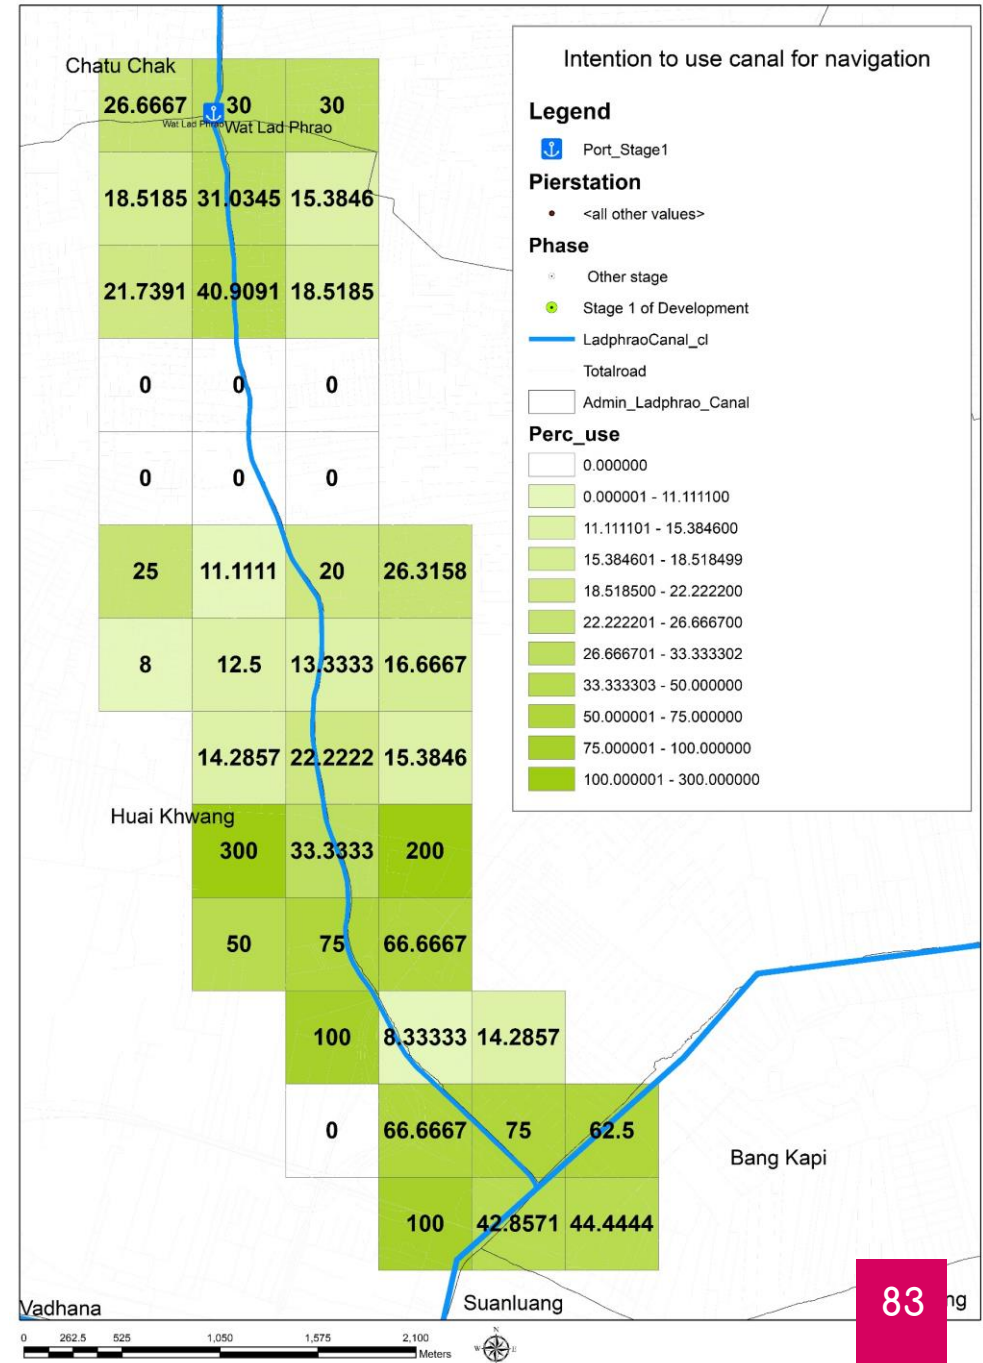 Intention to use canal for navigation
Legend
Port_Stage1
Pierstation
<all other values>
Phase
Other stage
Stage 1 of Development
LadphraoCanal_cl
Totalroad
Admin_Ladphrao_Canal
Perc_use
0.000000
0.000001 - 11.111100
11.111101 - 15.384600
15.384601 - 18.518499
18.518500 - 22.222200
22.222201 - 26.666700
26.666701 - 33.333302
33.333303 - 50.000000
50.000001 - 75.000000
75.000001 - 100.000000
100.000001 - 300.000000
Chatu Chak
26.6667 30 30
Wat Lad Phrao Wat Lad Phrao
18.5185 31.0345 15.3846
21.7391 40.9091 18.5185
0 0 0
0 0 0
25 11.1111 20 26.3158
8 12.5 13.3333 16.6667
14.2857 22.2222 15.3846
Huai Khwang
300 33.3333 200
50 75 66.6667
100 8.33333 14.2857
0 66.6667 75 62.5
Bang Kapi
100 42.8571 44.4444
Vadhana Suanluang 83 ng
0 262.5 525 1,050 1,575 2,100
Meters
N
W E
S